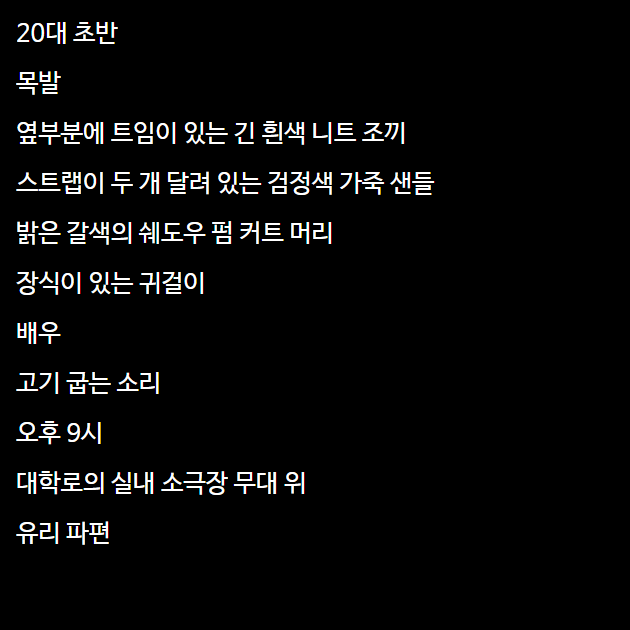 20대 초반
목발
옆부분에 트임이 있는 긴 흰색 니트 조끼
스트랩이 두 개 달려 있는 검정색 가죽 샌들
밝은 갈색의 쉐도우 펌 커트 머리
장식이 있는 귀걸이
배우
고기 굽는 소리
오후 9시
대학로의 실내 소극장 무대 위
유리 파편